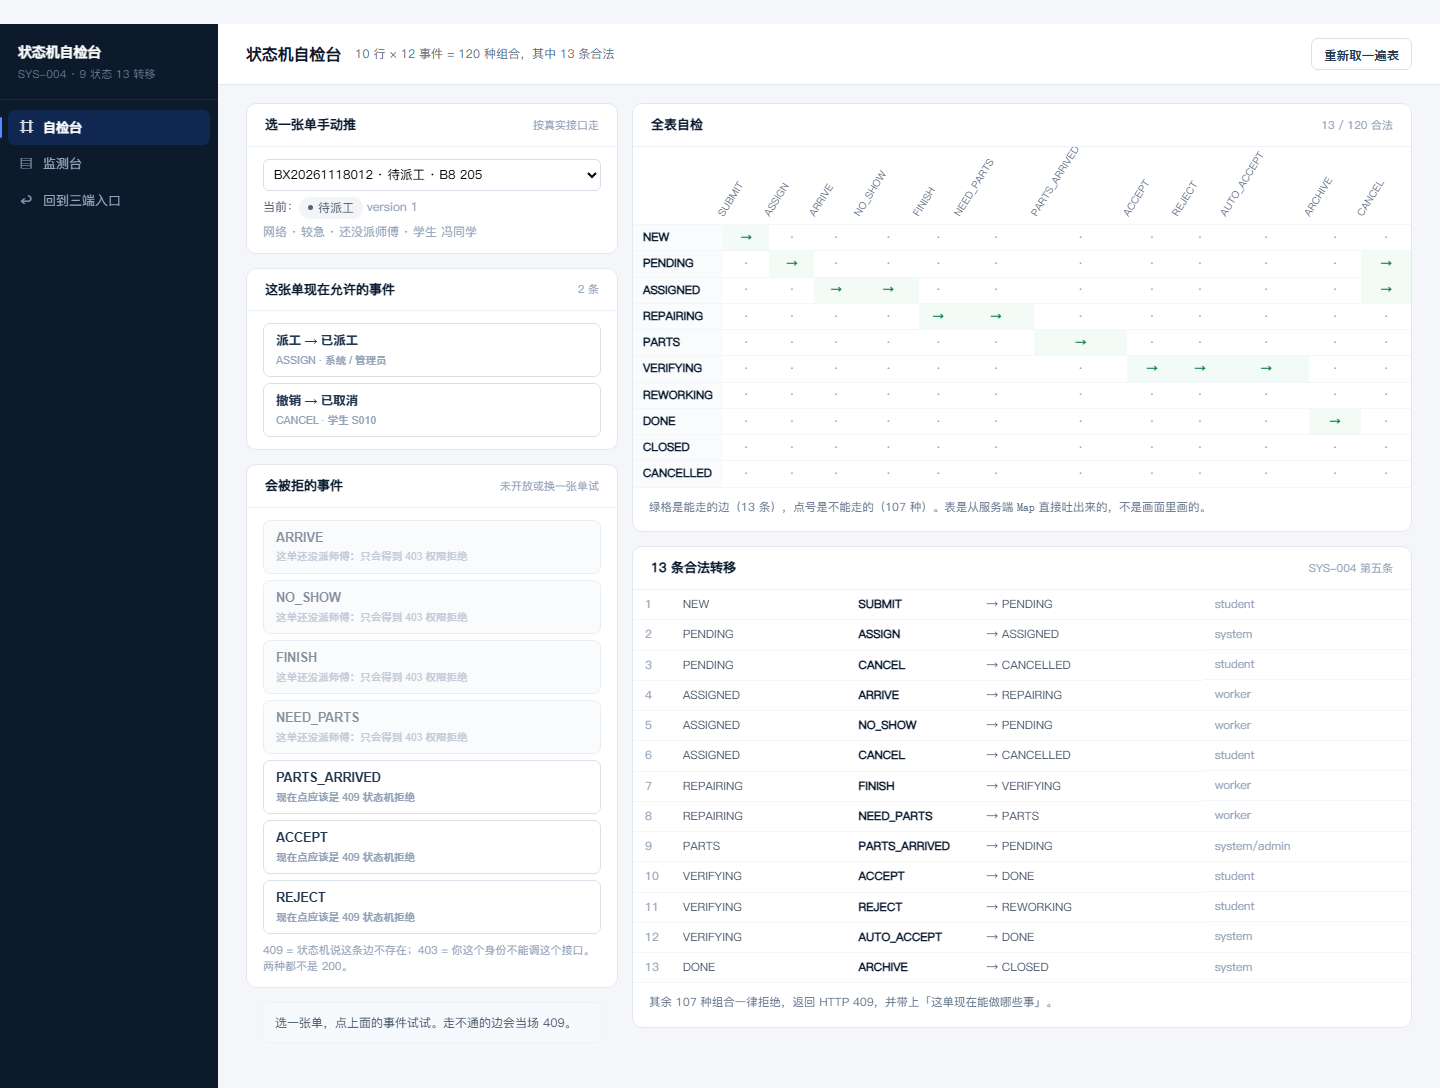 状态机自检台
SYS-004 · 9 状态 13 转移
自检台
监测台
回到三端入口
状态机自检台
10 行 × 12 事件 = 120 种组合，其中 13 条合法
重新取一遍表
选一张单手动推
按真实接口走
BX20261118012 · 待派工 · B8 205
当前： • 待派工 version 1
网络 · 较急 · 还没派师傅 · 学生 冯同学
这张单现在允许的事件
2 条
派工 → 已派工
ASSIGN · 系统 / 管理员
撤销 → 已取消
CANCEL · 学生 S010
会被拒的事件
未开放或换一张单试
ARRIVE
这单还没派师傅：只会得到 403 权限拒绝
NO_SHOW
这单还没派师傅：只会得到 403 权限拒绝
FINISH
这单还没派师傅：只会得到 403 权限拒绝
NEED_PARTS
这单还没派师傅：只会得到 403 权限拒绝
PARTS_ARRIVED
现在点应该是 409 状态机拒绝
ACCEPT
现在点应该是 409 状态机拒绝
REJECT
现在点应该是 409 状态机拒绝
409 = 状态机说这条边不存在；403 = 你这个身份不能调这个接口。
两种都不是 200。
选一张单，点上面的事件试试。走不通的边会当场 409。
全表自检
13 / 120 合法
SUBMIT ASSIGN ARRIVE NO_SHOW FINISH NEED_PARTS PARTS_ARRIVED ACCEPT REJECT AUTO_ACCEPT ARCHIVE CANCEL
NEW → · · · · · · · · · · ·
PENDING · → · · · · · · · · · →
ASSIGNED · · → → · · · · · · · →
REPAIRING · · · · → → · · · · · ·
PARTS · · · · · · → · · · · ·
VERIFYING · · · · · · · → → → · ·
REWORKING · · · · · · · · · · · ·
DONE · · · · · · · · · · → ·
CLOSED · · · · · · · · · · · ·
CANCELLED · · · · · · · · · · · ·
绿格是能走的边（13 条），点号是不能走的（107 种）。表是从服务端 Map 直接吐出来的，不是画面里画的。
13 条合法转移
SYS-004 第五条
1 NEW SUBMIT → PENDING student
2 PENDING ASSIGN → ASSIGNED system
3 PENDING CANCEL → CANCELLED student
4 ASSIGNED ARRIVE → REPAIRING worker
5 ASSIGNED NO_SHOW → PENDING worker
6 ASSIGNED CANCEL → CANCELLED student
7 REPAIRING FINISH → VERIFYING worker
8 REPAIRING NEED_PARTS → PARTS worker
9 PARTS PARTS_ARRIVED → PENDING system/admin
10 VERIFYING ACCEPT → DONE student
11 VERIFYING REJECT → REWORKING student
12 VERIFYING AUTO_ACCEPT → DONE system
13 DONE ARCHIVE → CLOSED system
其余 107 种组合一律拒绝，返回 HTTP 409，并带上「这单现在能做哪些事」。